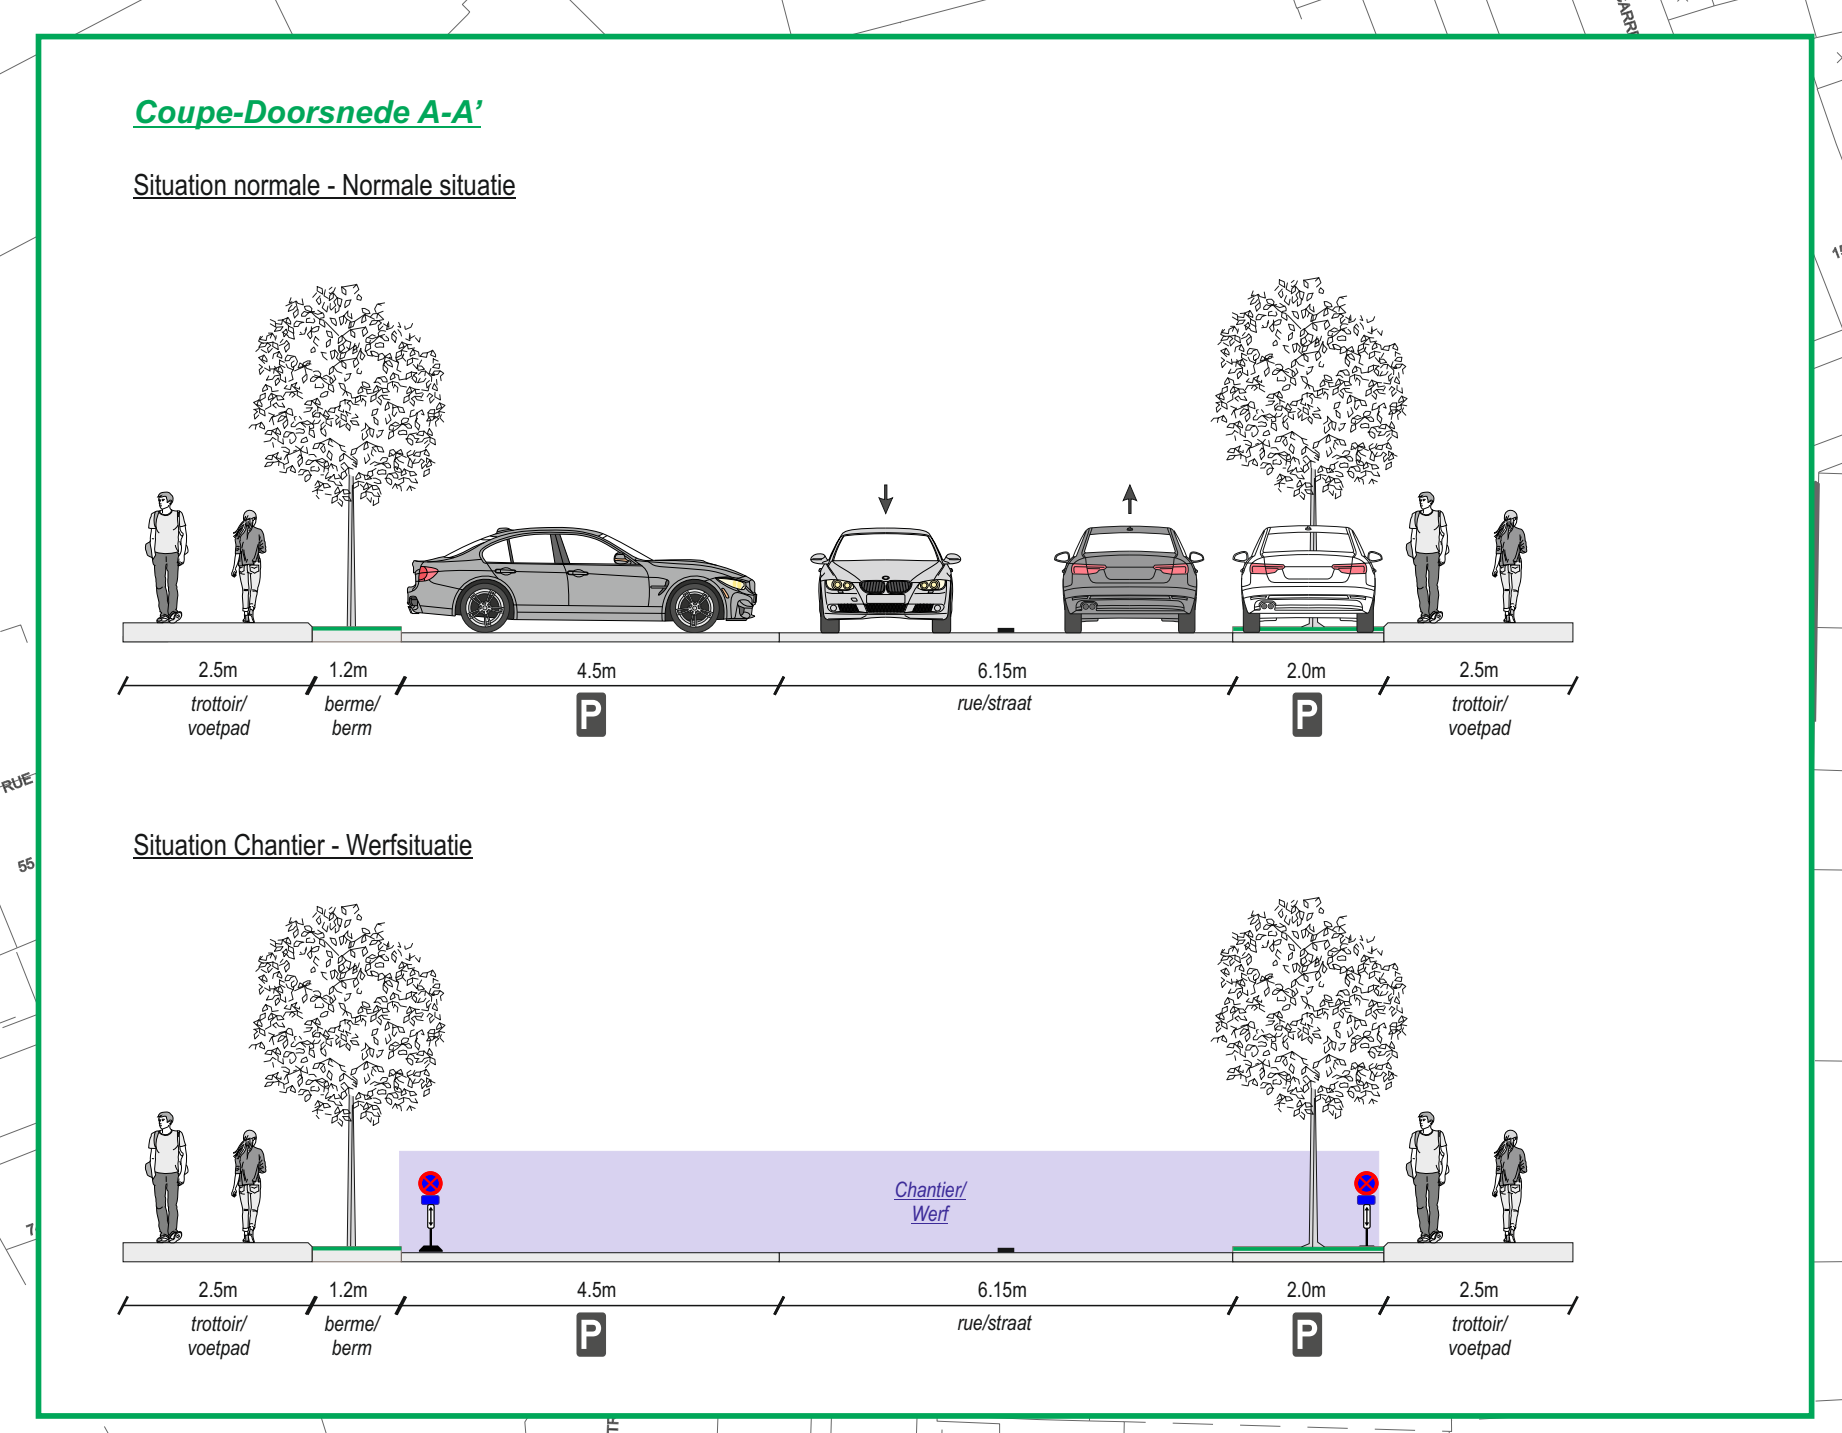 Coupe-Doorsnede A-A’
Situation normale - Normale situatie
2.5m 1.2m 4.5m 6.15m 2.0m 2.5m
trottoir/ berme/ rue/straat trottoir/
voetpad berm P P voetpad
Situation Chantier - Werfsituatie
Chantier/
Werf
2.5m 1.2m 4.5m 6.15m 2.0m 2.5m
trottoir/ berme/ rue/straat trottoir/
voetpad berm P P voetpad
RUE
55